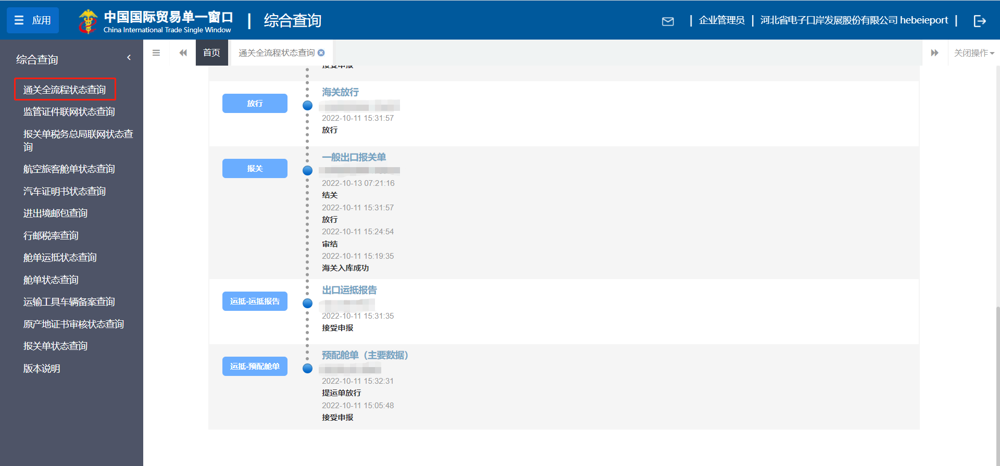 应用
中国国际贸易单一窗口
China International Trade Single Window
综合查询
企业管理员
河北省电子口岸发展股份有限公司 hebeieport
综合查询
通关全流程状态查询
监管证件联网状态查询
报关单税务总局联网状态查
询
航空旅客舱单状态查询
汽车证明书状态查询
进出境邮包查询
行邮税率查询
舱单运抵状态查询
舱单状态查询
运输工具车辆备案查询
原产地证书审核状态查询
报关单状态查询
版本说明
首页
通关全流程状态查询
关闭操作
接受申报
放行
海关放行
2022-10-11 15:31:57
放行
报关
一般出口报关单
2022-10-13 07:21:16
结关
2022-10-11 15:31:57
放行
2022-10-11 15:24:54
审结
2022-10-11 15:19:35
海关入库成功
运抵-运抵报告
出口运抵报告
2022-10-11 15:31:35
接受申报
运抵-预配舱单
预配舱单（主要数据）
2022-10-11 15:32:31
提运单放行
2022-10-11 15:05:48
接受申报